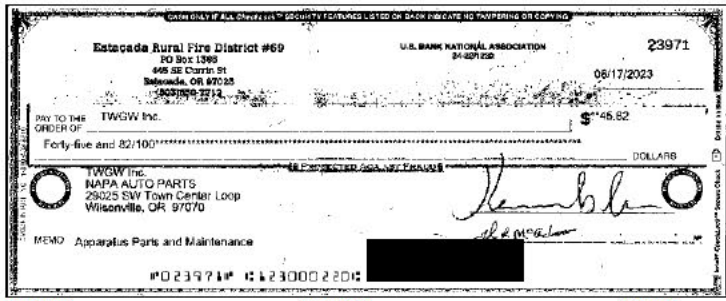 CASH ONLY IF ALL SECURITY FEATURES LISTED ON BACK INDICATE NO TAMPERING OR COPYING
Estacada Rural Fire District #69
PO Box 1385
445 SE Currin St
Estacada, OR 97023
U.S. BANK NATIONAL ASSOCIATION
23971
08/17/2023
PAY TO THE
ORDER OF
TWGW Inc.
$**45.82
Forty-five and 82/100
DOLLARS
TWGW Inc.
NAPA AUTO PARTS
29025 SW Town Center Loop
Wilsonville, OR 97070
MEMO
Apparatus Parts and Maintenance
⑈023971⑈ ⑆123000220⑆